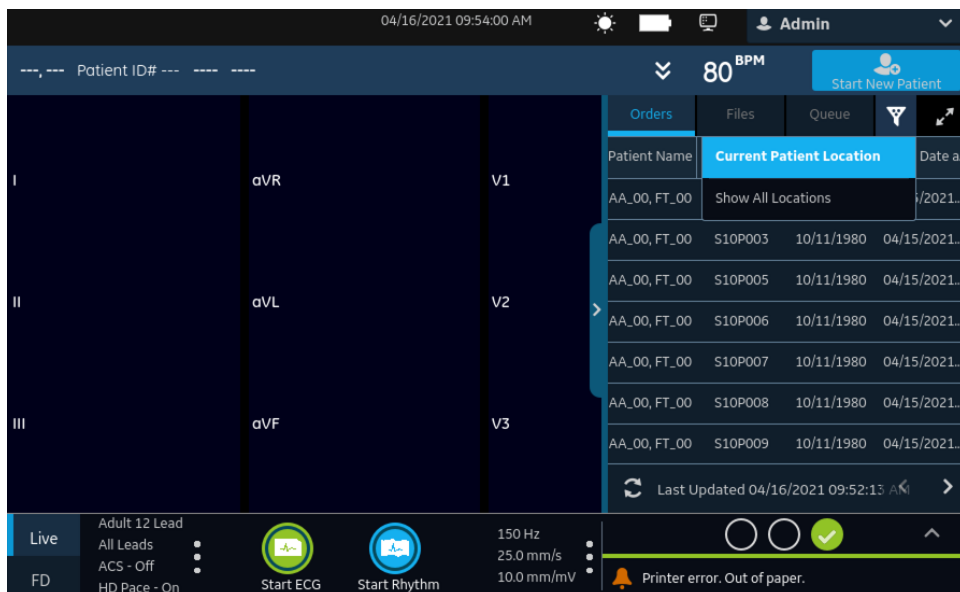 04/16/2021 09:54:00 AM Admin
---, --- Patient ID# --- ---- ---- 80 BPM Start New Patient
Orders Files Queue
Patient Name Current Patient Location Date a
AA_00, FT_00 Show All Locations /2021..
I aVR V1
AA_00, FT_00 S10P003 10/11/1980 04/15/2021..
AA_00, FT_00 S10P005 10/11/1980 04/15/2021..
II aVL V2
AA_00, FT_00 S10P006 10/11/1980 04/15/2021..
AA_00, FT_00 S10P007 10/11/1980 04/15/2021..
AA_00, FT_00 S10P008 10/11/1980 04/15/2021..
III aVF V3
AA_00, FT_00 S10P009 10/11/1980 04/15/2021..
Last Updated 04/16/2021 09:52:13 AM
Live
FD
Adult 12 Lead
All Leads
ACS - Off
HD Pace - On
Start ECG
Start Rhythm
150 Hz
25.0 mm/s
10.0 mm/mV
Printer error. Out of paper.